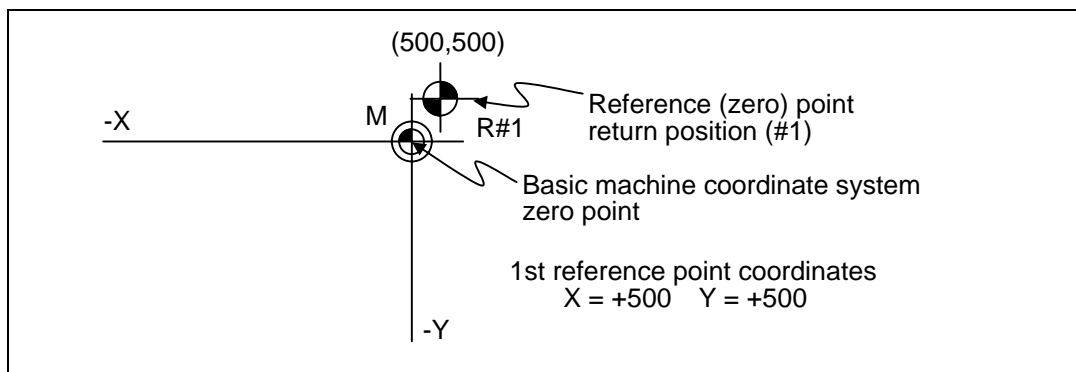 (500,500)
M
R#1
-X
Reference (zero) point
return position (#1)
Basic machine coordinate system
zero point
1st reference point coordinates
X = +500 Y = +500
-Y